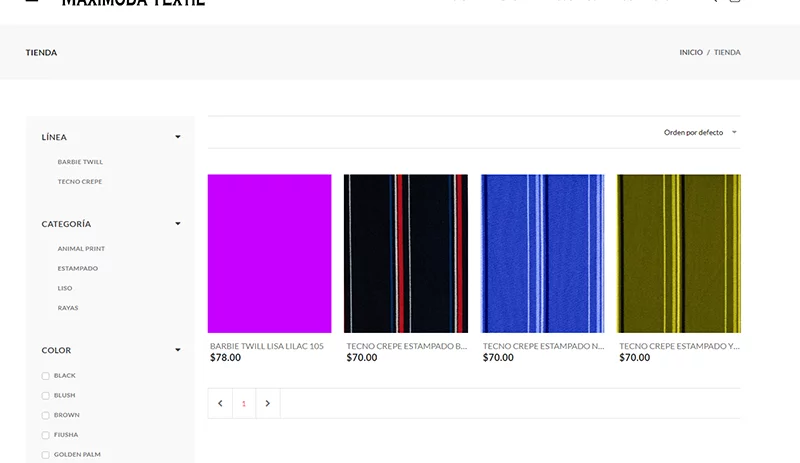 MAXIMODA TEXTIL
TIENDA
INICIO / TIENDA
LÍNEA
BARBIE TWILL
TECNO CREPE
CATEGORÍA
ANIMAL PRINT
ESTAMPADO
LISO
RAYAS
COLOR
BLACK
BLUSH
BROWN
FIUSHA
GOLDEN PALM
Orden por defecto
BARBIE TWILL LISA LILAC 105
$78.00
TECNO CREPE ESTAMPADO B...
$70.00
TECNO CREPE ESTAMPADO N...
$70.00
TECNO CREPE ESTAMPADO Y...
$70.00
1